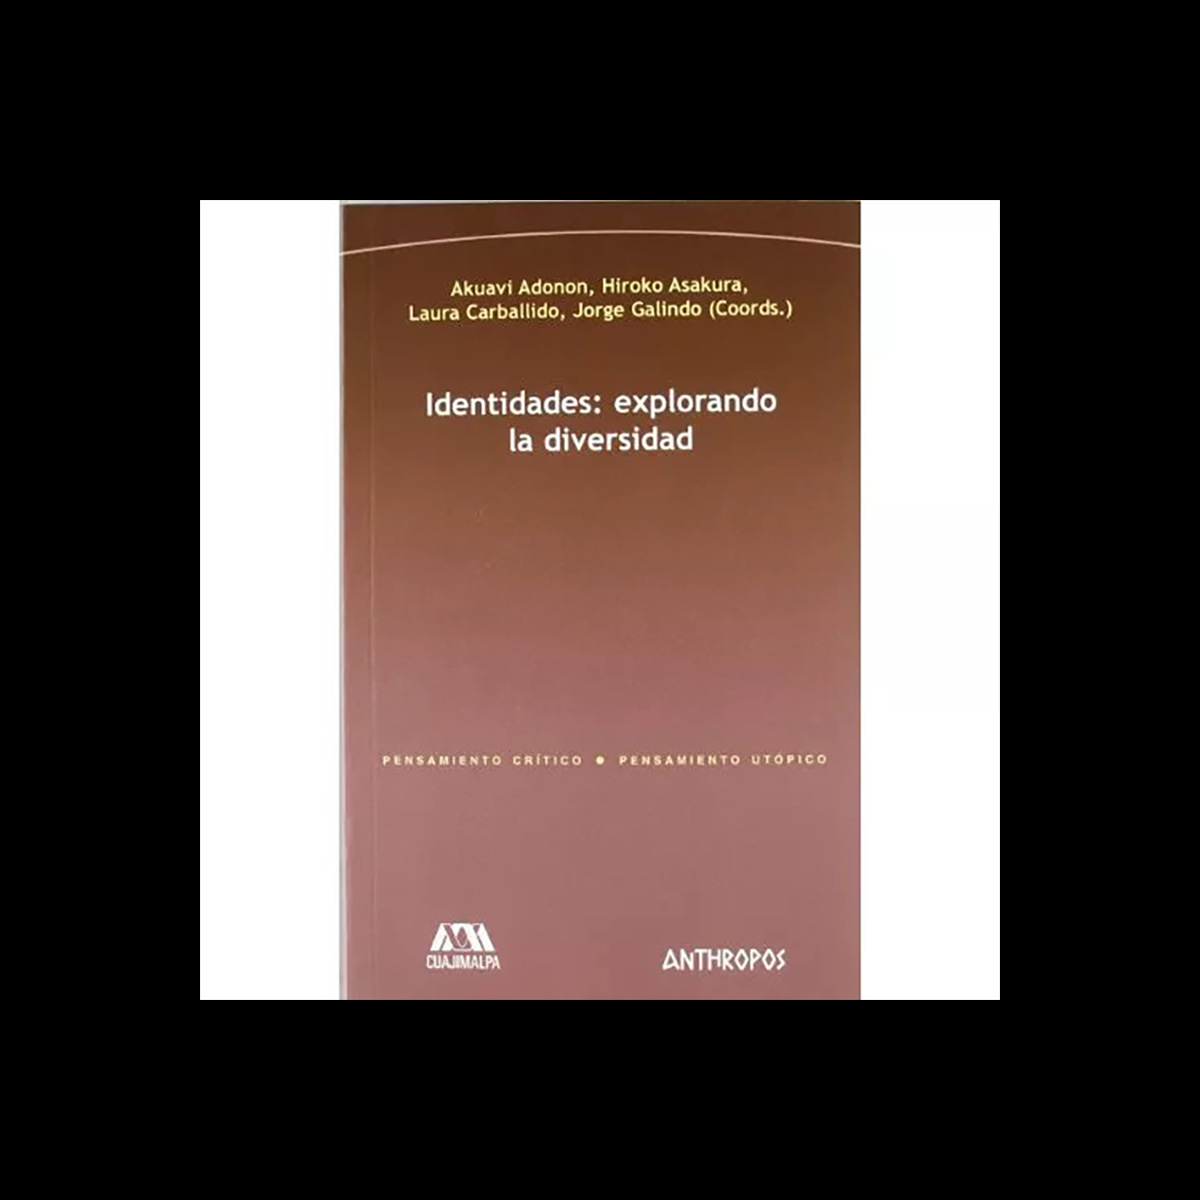 Akuavi Adonon, Hiroko Asakura,
Laura Carballido, Jorge Galindo (Coords.)
Identidades: explorando
la diversidad
PENSAMIENTO CRÍTICO • PENSAMIENTO UTÓPICO
CUAJIMALPA
ANTHROPOS